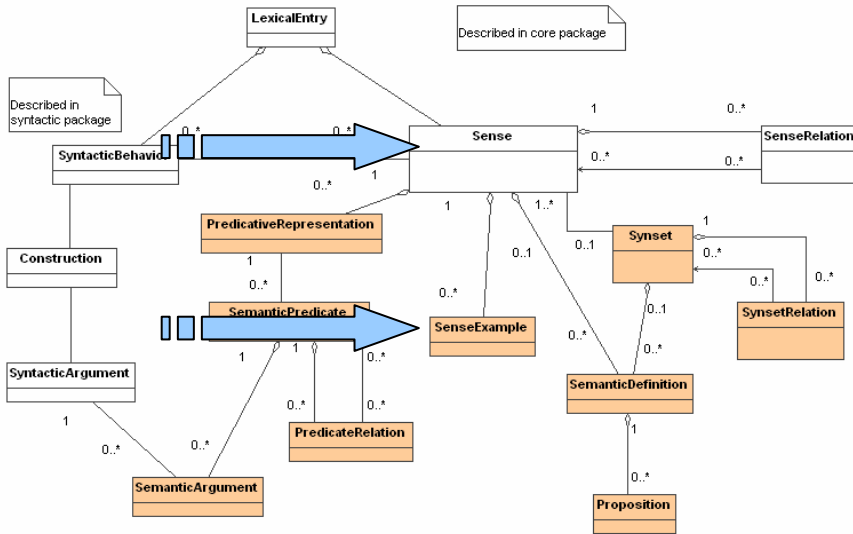 LexicalEntry
Described in core package
Described in
syntactic package
1
0..*
0..*
0..*
Sense
SenseRelation
SyntacticBehavior
0..*
0..*
1
0..*
1
1..*
PredicativeRepresentation
Synset
1
0..1
0..1
0..*
Construction
1
0..*
0..*
SemanticPredicate
0..*
SenseExample
0..1
SynsetRelation
1
1
0..*
0..*
0..*
SyntacticArgument
SemanticDefinition
1
0..*
0..*
0..*
0..*
PredicateRelation
1
SemanticArgument
0..*
Proposition